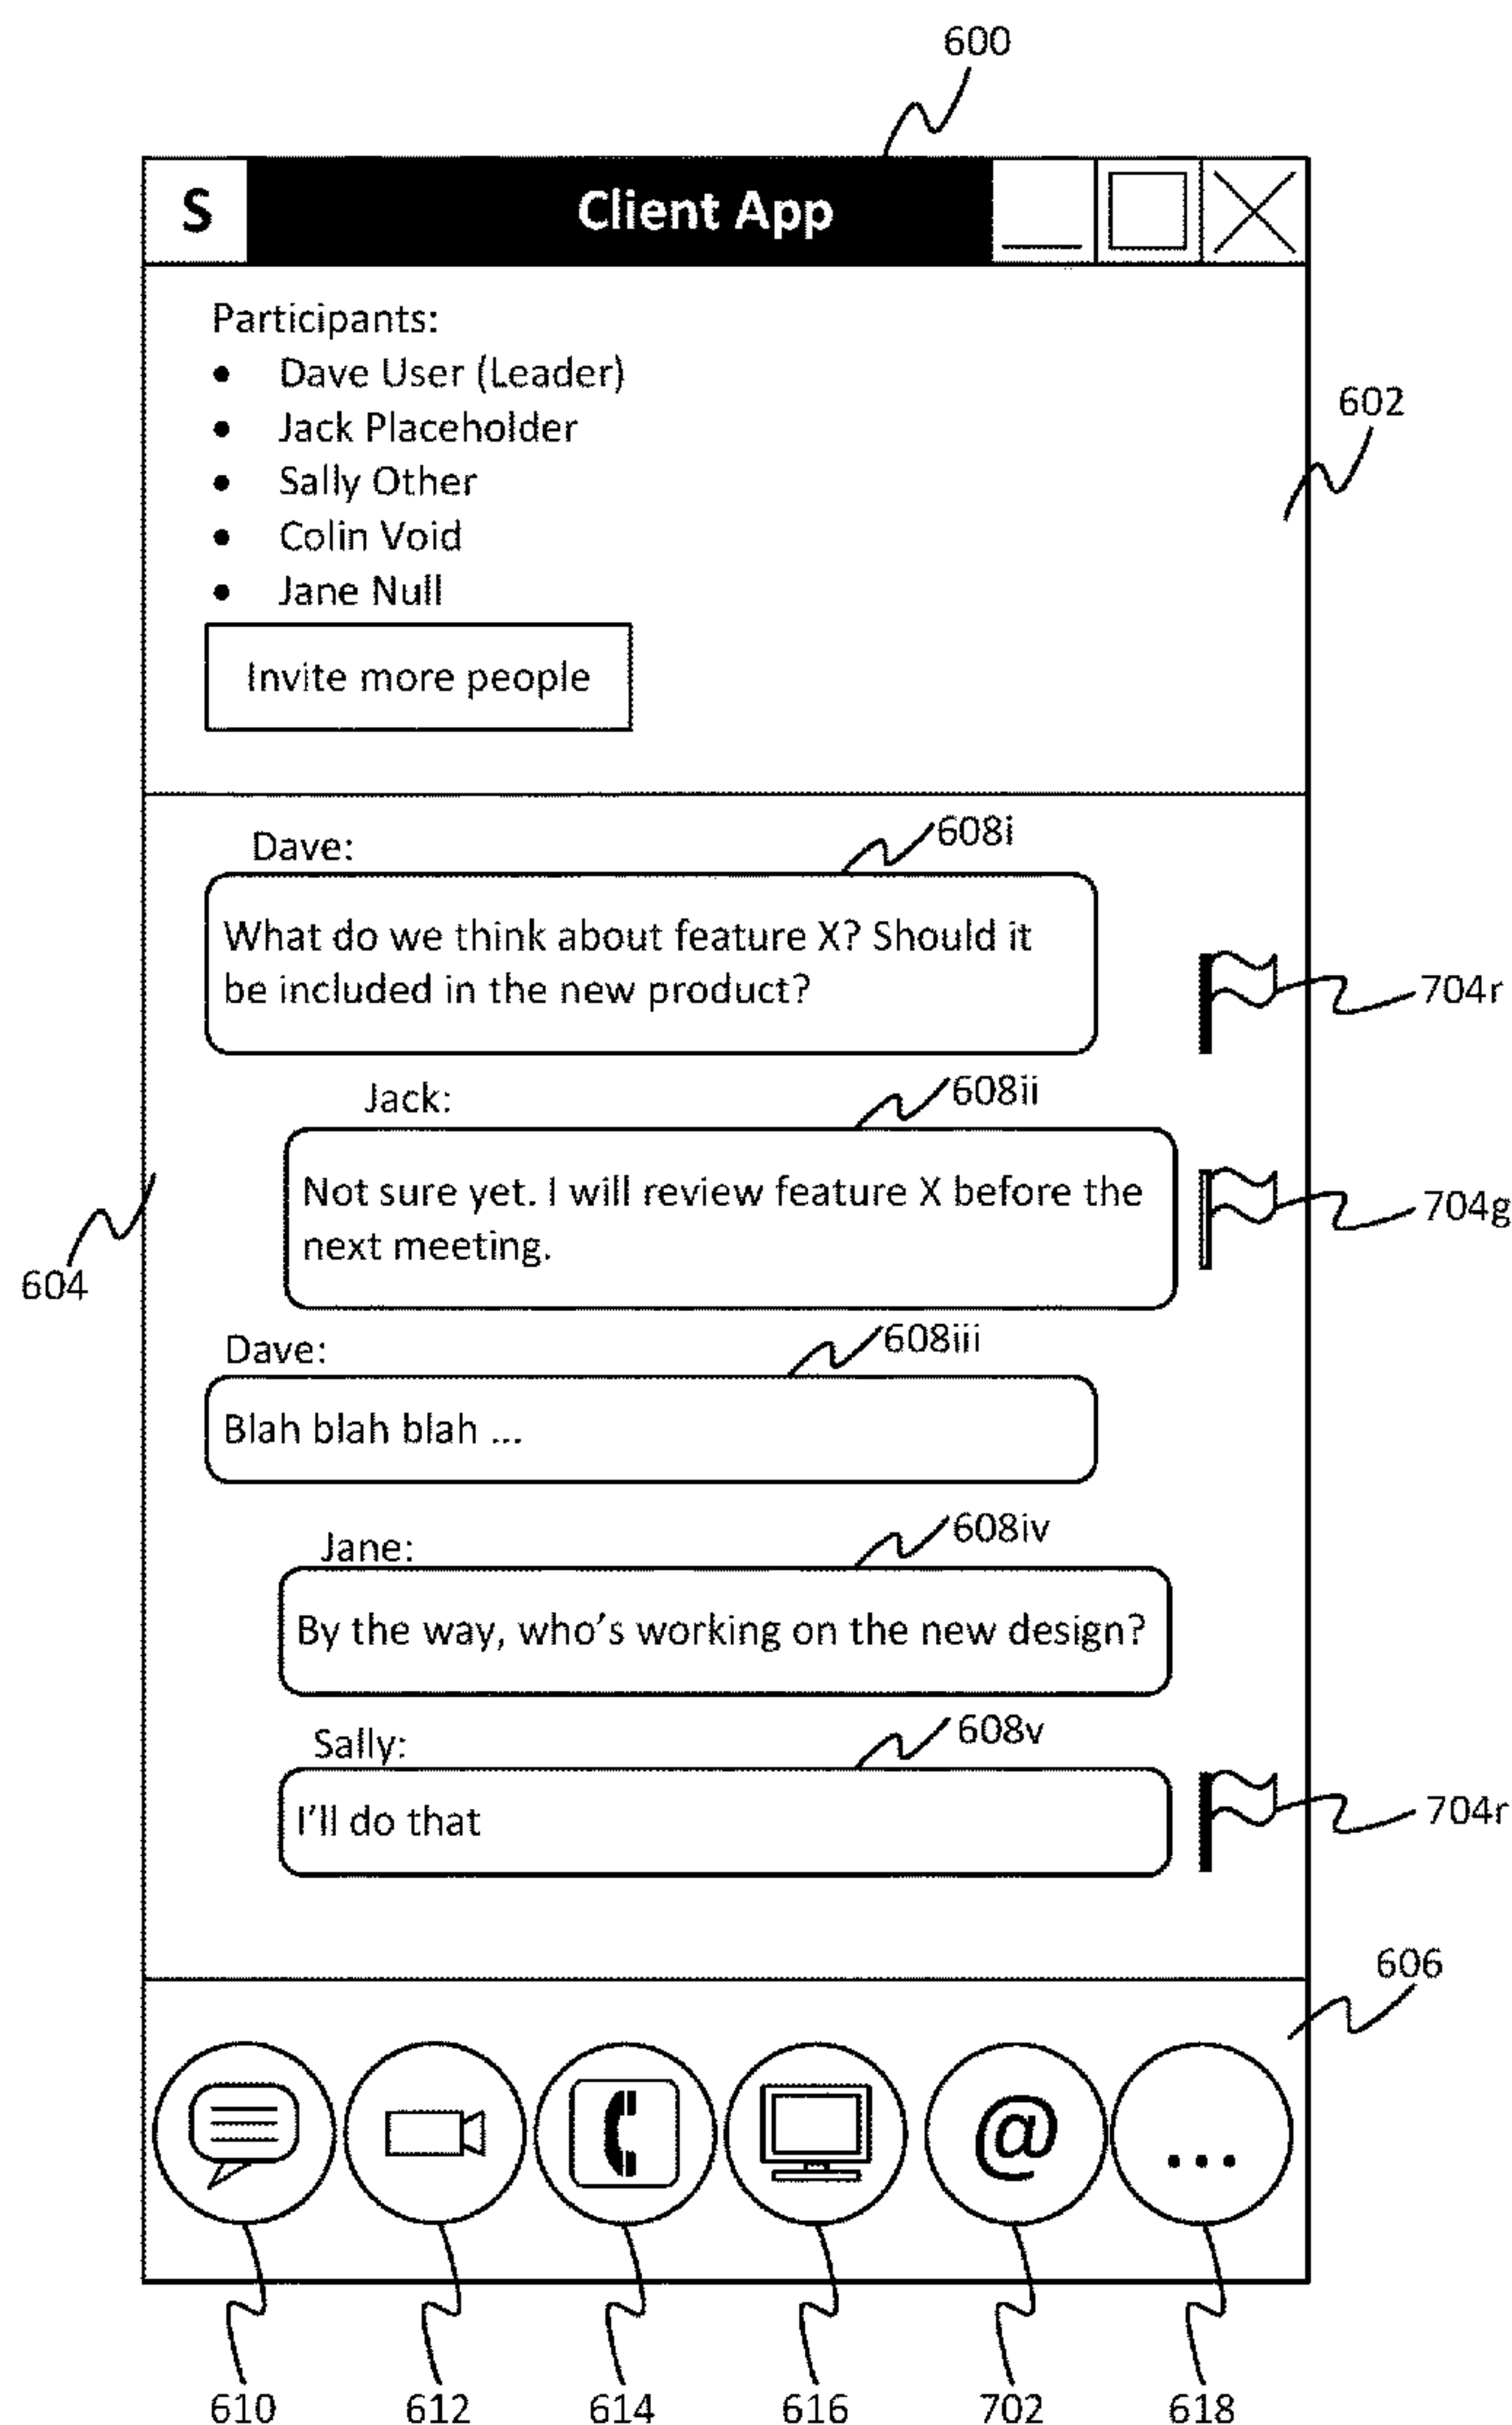 600
S Client App
Participants:
• Dave User (Leader)
602
• Jack Placeholder
• Sally Other
• Colin Void
• Jane Null
Invite more people
Dave:
608i
What do we think about feature X? Should it
be included in the new product?
704r
Jack:
608ii
Not sure yet. I will review feature X before the
next meeting.
704g
604
Dave:
608iii
Blah blah blah ...
Jane:
608iv
By the way, who's working on the new design?
Sally:
608v
I'll do that
704r
606
@ ...
610 612 614 616 702 618